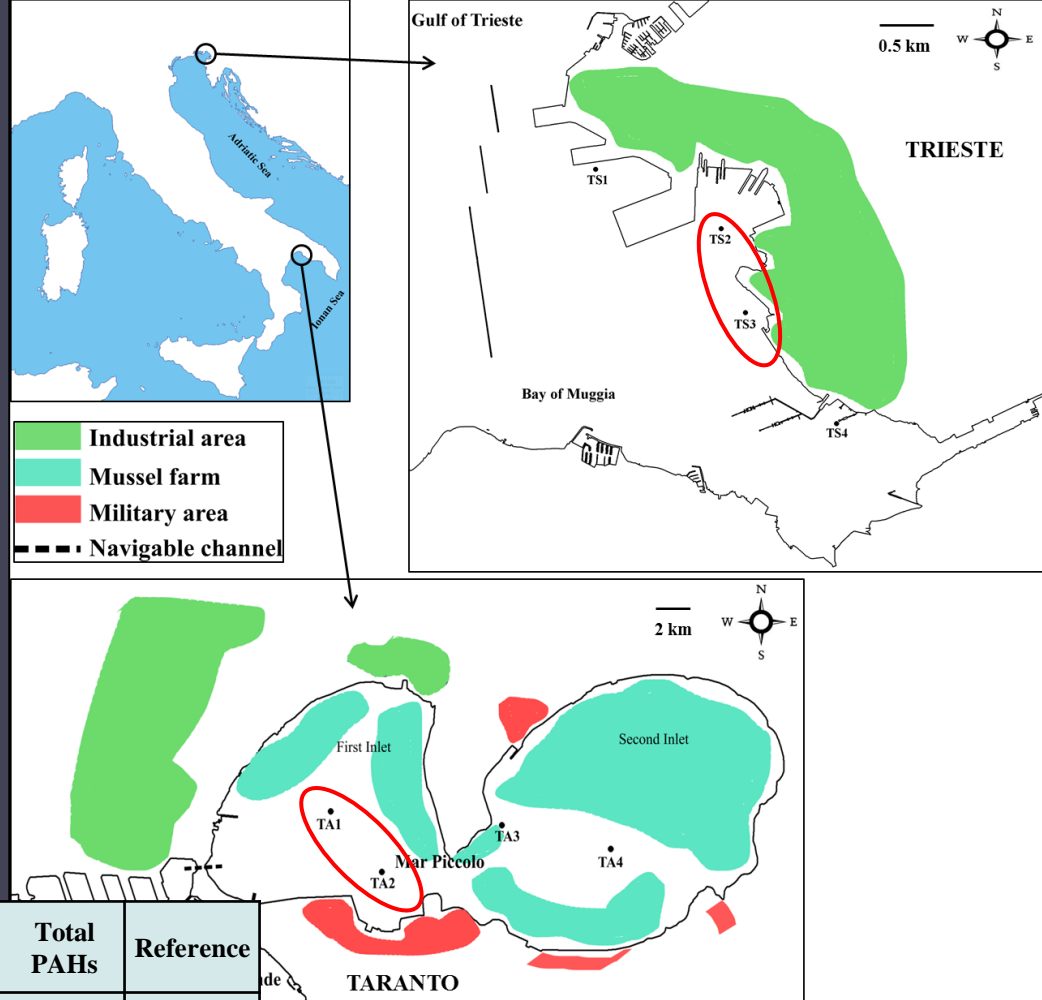 Gulf of Trieste
0.5 km
N
W E
S
TRIESTE
Adriatic Sea
Ionan Sea
TS1
TS2
TS3
TS4
Bay of Muggia
Industrial area
Mussel farm
Military area
Navigable channel
2 km
N
W E
S
First Inlet
Second Inlet
TA1
TA2
TA3
TA4
Mar Piccolo
TARANTO
Total
PAHs
Reference
nde